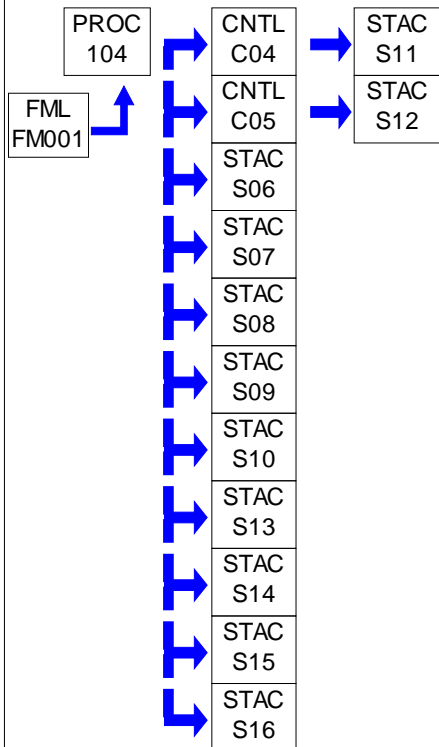 PROC
104
CNTL
C04
STAC
S11
FML
FM001
CNTL
C05
STAC
S12
STAC
S06
STAC
S07
STAC
S08
STAC
S09
STAC
S10
STAC
S13
STAC
S14
STAC
S15
STAC
S16